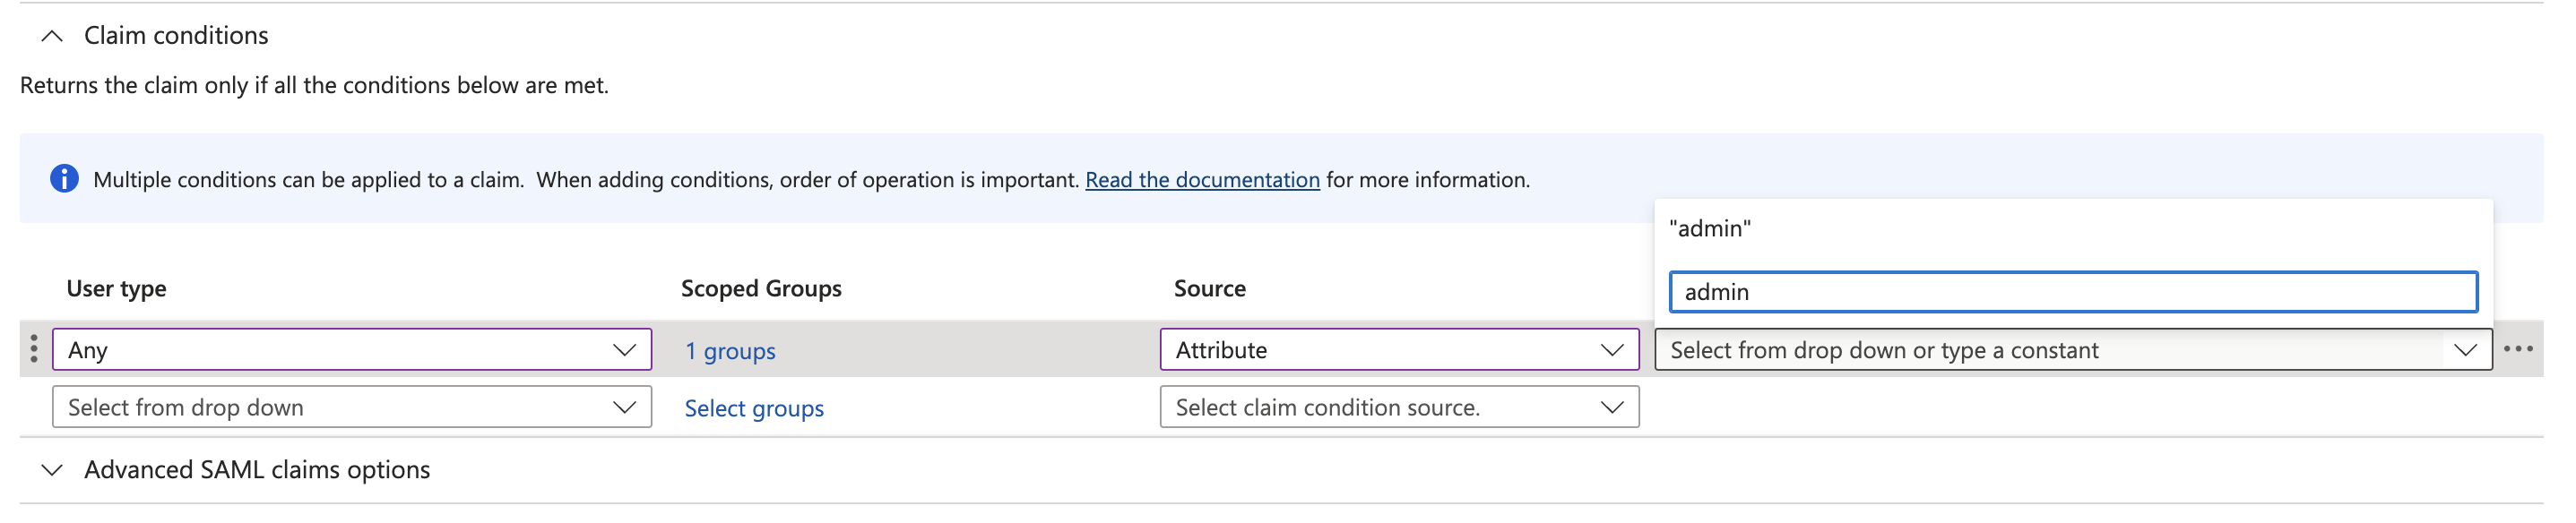 Claim conditions
Returns the claim only if all the conditions below are met.
Multiple conditions can be applied to a claim.  When adding conditions, order of operation is important. Read the documentation for more information.
"admin"
admin
User type
Scoped Groups
Source
Any
1 groups
Attribute
Select from drop down or type a constant
Select from drop down
Select groups
Select claim condition source.
Advanced SAML claims options